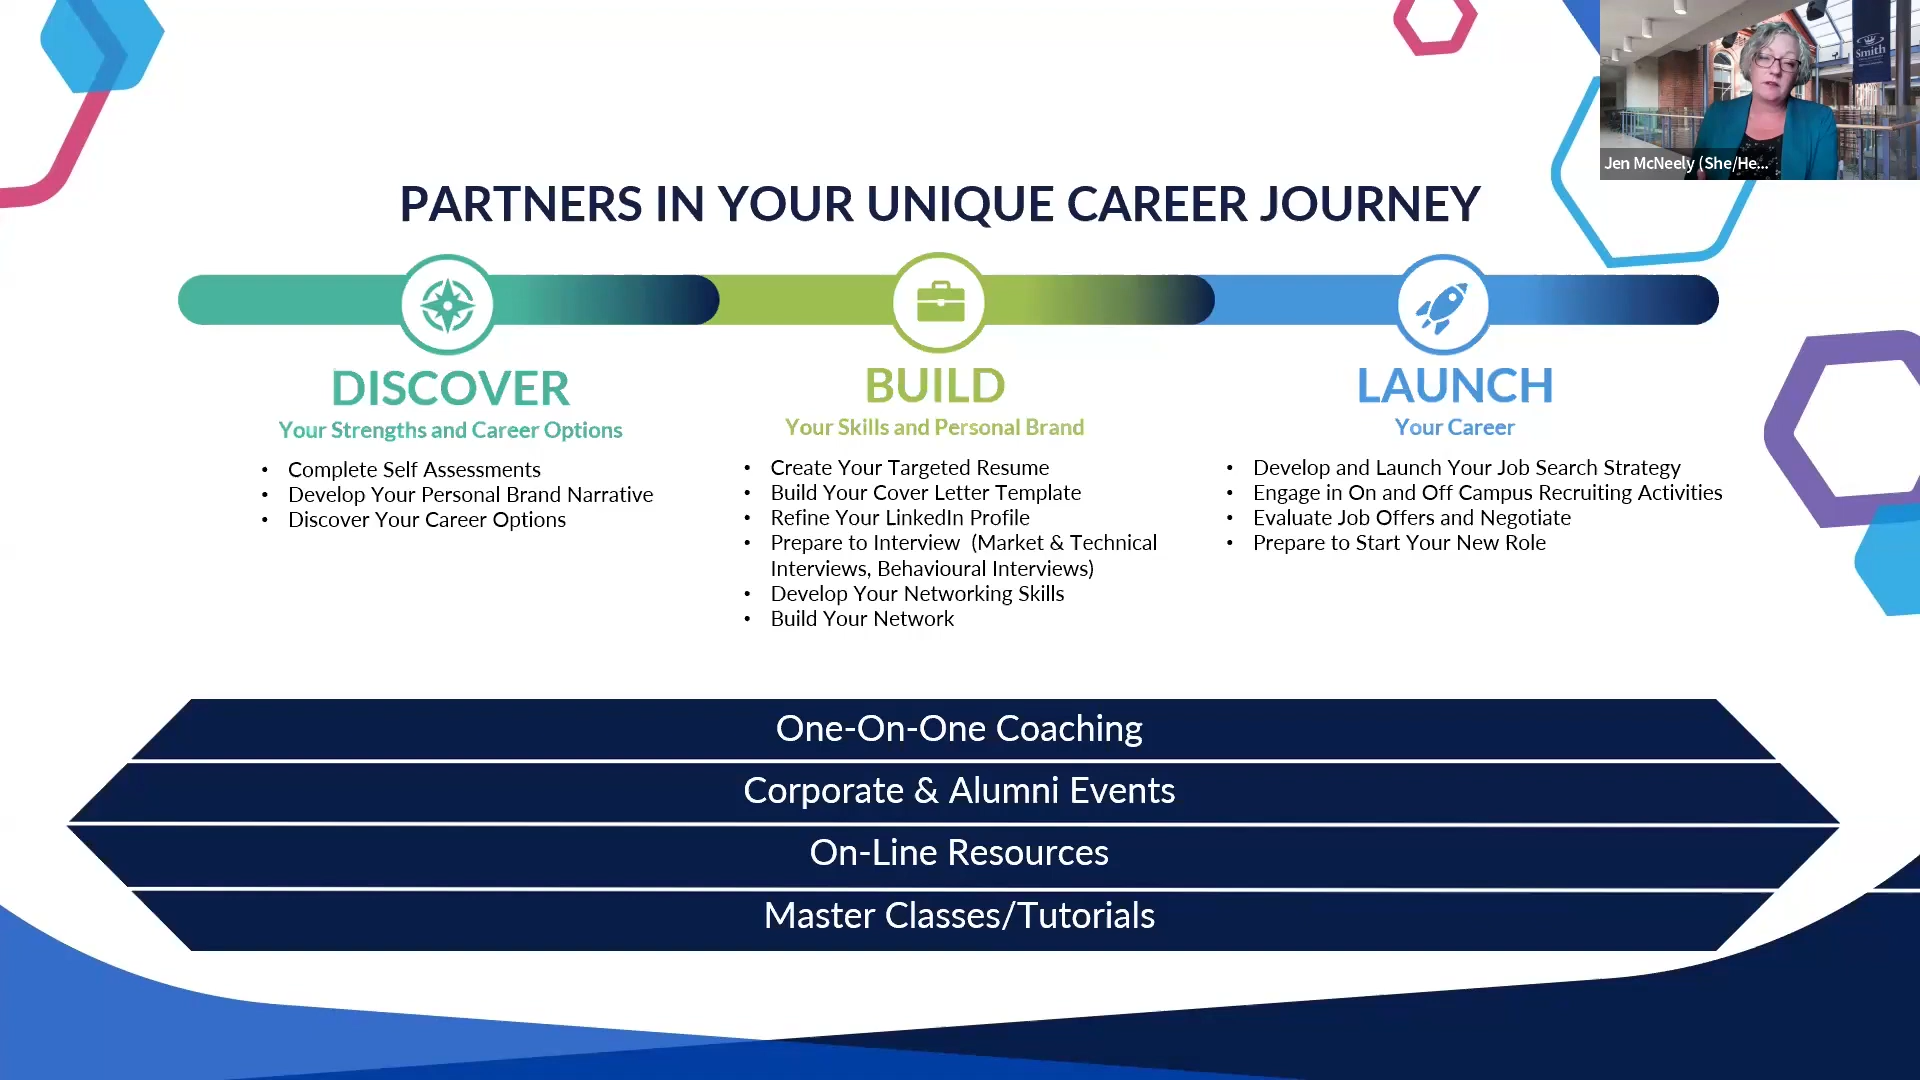 Smith
Jen McNeely (She/He...
PARTNERS IN YOUR UNIQUE CAREER JOURNEY
DISCOVER
Your Strengths and Career Options
• Complete Self Assessments
• Develop Your Personal Brand Narrative
• Discover Your Career Options
BUILD
Your Skills and Personal Brand
• Create Your Targeted Resume
• Build Your Cover Letter Template
• Refine Your LinkedIn Profile
• Prepare to Interview (Market & Technical
Interviews, Behavioural Interviews)
• Develop Your Networking Skills
• Build Your Network
LAUNCH
Your Career
• Develop and Launch Your Job Search Strategy
• Engage in On and Off Campus Recruiting Activities
• Evaluate Job Offers and Negotiate
• Prepare to Start Your New Role
One-On-One Coaching
Corporate & Alumni Events
On-Line Resources
Master Classes/Tutorials